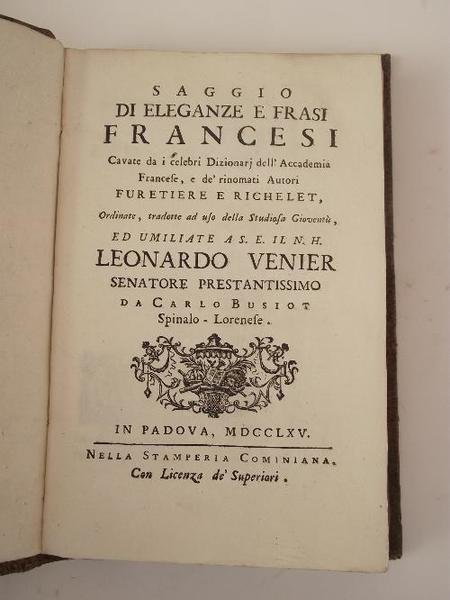 SAGGIO
DI ELEGANZE E FRASI
FRANCESI
Cavate da i celebri Dizionarj dell' Accademia
Franceſe, e de' rinomati Autori
FURETIERE E RICHELET,
Ordinate, tradotte ad uſo della Studioſa Gioventù,
ED UMILIATE A S. E. IL N. H.
LEONARDO VENIER
SENATORE PRESTANTISSIMO
DA CARLO BUSIOT
Spinalo - Loreneſe.
IN PADOVA, MDCCLXV.
NELLA STAMPERIA COMINIANA.
Con Licenza de' Superiori.